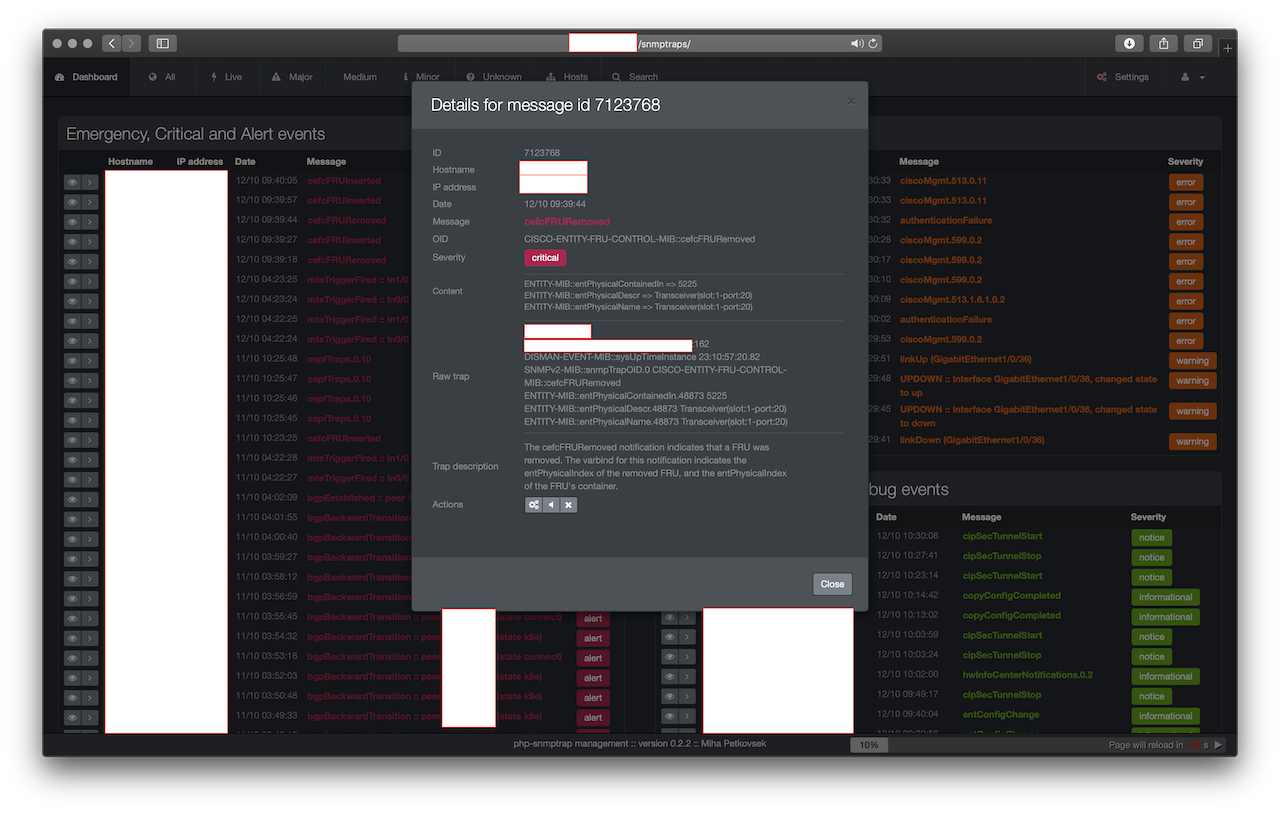 /snmptraps/
Dashboard All Live Major Medium Minor Unknown Hosts Search Settings
Details for message id 7123768
ID 7123768
Hostname
IP address
Date 12/10 09:39:44
Message cefcFRURemoved
OID CISCO-ENTITY-FRU-CONTROL-MIB::cefcFRURemoved
Severity critical
Content
ENTITY-MIB::entPhysicalContainedIn => 5225
ENTITY-MIB::entPhysicalDescr => Transceiver(slot:1-port:20)
ENTITY-MIB::entPhysicalName => Transceiver(slot:1-port:20)
Raw trap
:162
DISMAN-EVENT-MIB::sysUpTimeInstance 23:10:57:20.82
SNMPv2-MIB::snmpTrapOID.0 CISCO-ENTITY-FRU-CONTROL-
MIB::cefcFRURemoved
ENTITY-MIB::entPhysicalContainedIn.48873 5225
ENTITY-MIB::entPhysicalDescr.48873 Transceiver(slot:1-port:20)
ENTITY-MIB::entPhysicalName.48873 Transceiver(slot:1-port:20)
Trap description
The cefcFRURemoved notification indicates that a FRU was
removed. The varbind for this notification indicates the
entPhysicalIndex of the removed FRU, and the entPhysicalIndex
of the FRU's container.
Actions
Close
Emergency, Critical and Alert events
Hostname IP address Date Message
12/10 09:40:05 cefcFRUInserted
12/10 09:39:57 cefcFRUInserted
12/10 09:39:44 cefcFRURemoved
12/10 09:39:27 cefcFRUInserted
12/10 09:39:18 cefcFRURemoved
12/10 04:23:25 mteTriggerFired :: In1/0
12/10 04:23:24 mteTriggerFired :: In0/0
12/10 04:22:25 mteTriggerFired :: In1/0
12/10 04:22:24 mteTriggerFired :: In0/0
11/10 10:25:48 ospfTraps.0.10
11/10 10:25:47 ospfTraps.0.10
11/10 10:25:46 ospfTraps.0.10
11/10 10:25:45 ospfTraps.0.10
11/10 10:23:25 cefcFRUInserted
11/10 04:22:28 mteTriggerFired :: In1/0
11/10 04:22:27 mteTriggerFired :: In0/0
11/10 04:02:09 bgpEstablished :: peer 1
11/10 04:01:55 bgpBackwardTransition
11/10 04:00:40 bgpBackwardTransition
11/10 03:59:27 bgpBackwardTransition
11/10 03:58:12 bgpBackwardTransition
11/10 03:56:59 bgpBackwardTransition
11/10 03:55:45 bgpBackwardTransition :: peer (state connect) alert
11/10 03:54:32 bgpBackwardTransition :: peer (state idle) alert
11/10 03:53:16 bgpBackwardTransition :: peer (state connect) alert
11/10 03:52:03 bgpBackwardTransition :: peer (state idle) alert
11/10 03:50:48 bgpBackwardTransition :: peer (state idle) alert
11/10 03:49:33 bgpBackwardTransition :: peer (state idle) alert
Message Severity
30:33 ciscoMgmt.513.0.11 error
30:33 ciscoMgmt.513.0.11 error
30:32 authenticationFailure error
30:28 ciscoMgmt.599.0.2 error
30:17 ciscoMgmt.599.0.2 error
30:10 ciscoMgmt.599.0.2 error
30:09 ciscoMgmt.513.1.6.1.0.2 error
30:02 authenticationFailure error
29:53 ciscoMgmt.599.0.2 error
29:51 linkUp (GigabitEthernet1/0/36) warning
29:48 UPDOWN :: Interface GigabitEthernet1/0/36, changed state warning
to up
29:45 UPDOWN :: Interface GigabitEthernet1/0/36, changed state warning
to down
29:41 linkDown (GigabitEthernet1/0/36) warning
bug events
Date Message Severity
12/10 10:30:08 cipSecTunnelStart notice
12/10 10:27:41 cipSecTunnelStop notice
12/10 10:23:14 cipSecTunnelStart notice
12/10 10:14:42 copyConfigCompleted informational
12/10 10:13:02 copyConfigCompleted informational
12/10 10:03:59 cipSecTunnelStart notice
12/10 10:03:24 cipSecTunnelStop notice
12/10 10:02:00 hwInfoCenterNotifications.0.2 informational
12/10 09:49:17 cipSecTunnelStop notice
12/10 09:40:04 entConfigChange informational
php-snmptrap management :: version 0.2.2 :: Miha Petkovsek
10%
Page will reload in s